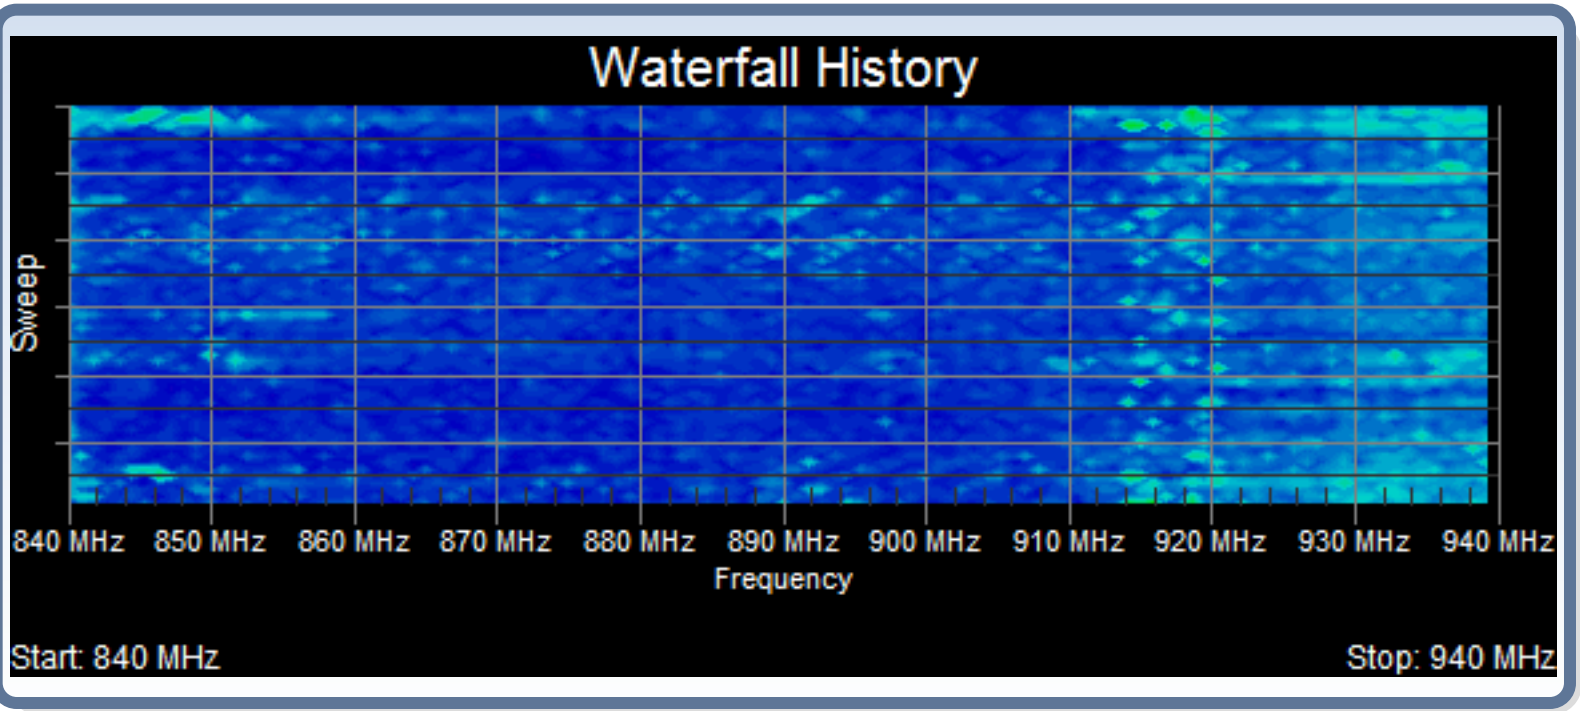 Waterfall History
Sweep
840 MHz 850 MHz 860 MHz 870 MHz 880 MHz 890 MHz 900 MHz 910 MHz 920 MHz 930 MHz 940 MHz
Frequency
Start: 840 MHz Stop: 940 MHz